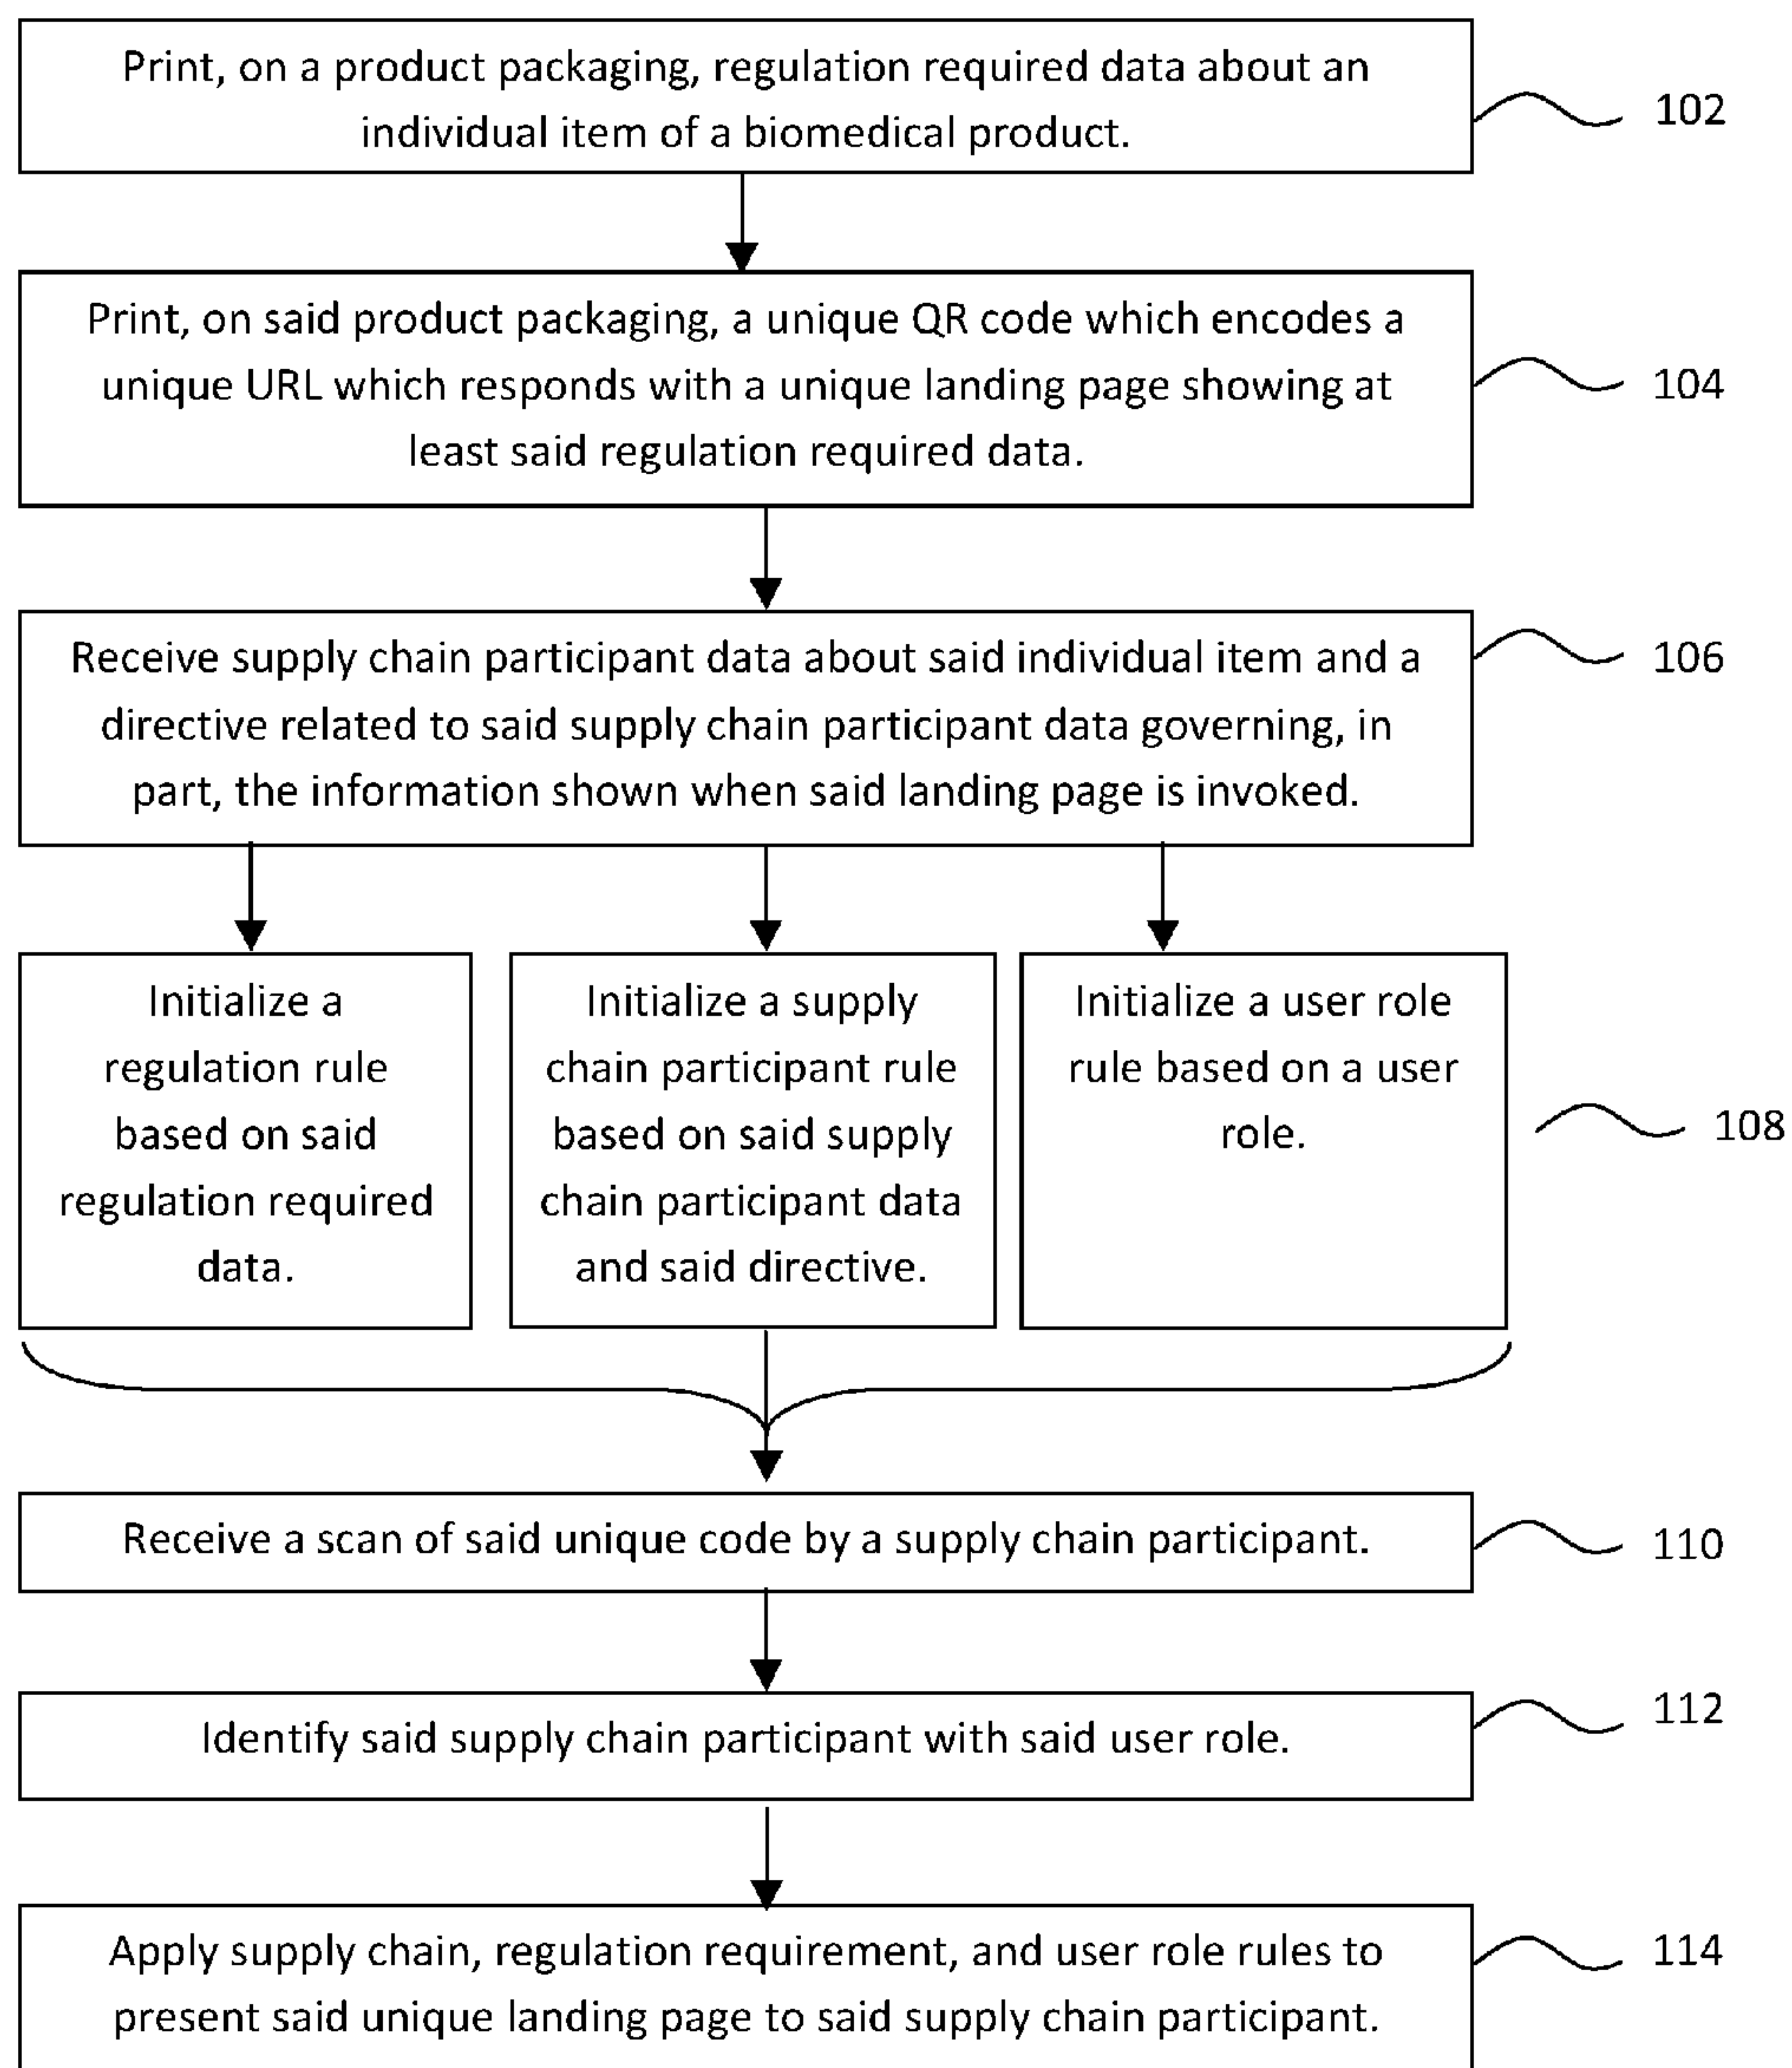 Print, on a product packaging, regulation required data about an
individual item of a biomedical product.
102
Print, on said product packaging, a unique QR code which encodes a
unique URL which responds with a unique landing page showing at
least said regulation required data.
104
Receive supply chain participant data about said individual item and a
directive related to said supply chain participant data governing, in
part, the information shown when said landing page is invoked.
106
Initialize a
regulation rule
based on said
regulation required
data.
Initialize a supply
chain participant rule
based on said supply
chain participant data
and said directive.
Initialize a user role
rule based on a user
role.
108
Receive a scan of said unique code by a supply chain participant.
110
Identify said supply chain participant with said user role.
112
Apply supply chain, regulation requirement, and user role rules to
present said unique landing page to said supply chain participant.
114